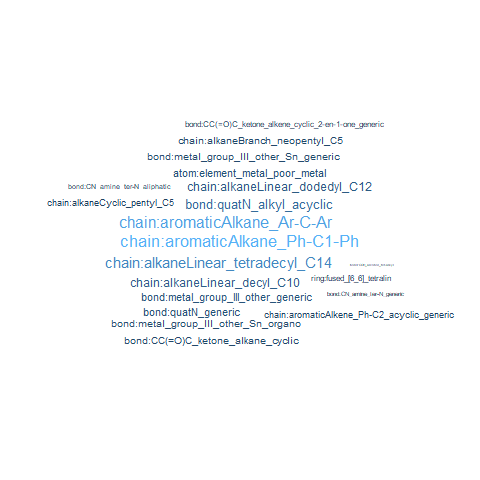 bond:CC(=O)C_ketone_alkene_cyclic_2-en-1-one_generic
chain:alkaneBranch_neopentyl_C5
bond:metal_group_III_other_Sn_generic
atom:element_metal_poor_metal
bond:CN_amine_ter-N_aliphatic
chain:alkaneLinear_dodedyl_C12
chain:alkaneCyclic_pentyl_C5
bond:quatN_alkyl_acyclic
chain:aromaticAlkane_Ar-C-Ar
chain:aromaticAlkane_Ph-C1-Ph
chain:alkaneLinear_tetradecyl_C14
chain:alkaneLinear_decyl_C10
ring:fused_[6_6]_tetralin
bond:metal_group_III_other_generic
bond:CN_amine_ter-N_generic
bond:quatN_generic
chain:aromaticAlkene_Ph-C2_acyclic_generic
bond:metal_group_III_other_Sn_organo
bond:CC(=O)C_ketone_alkane_cyclic